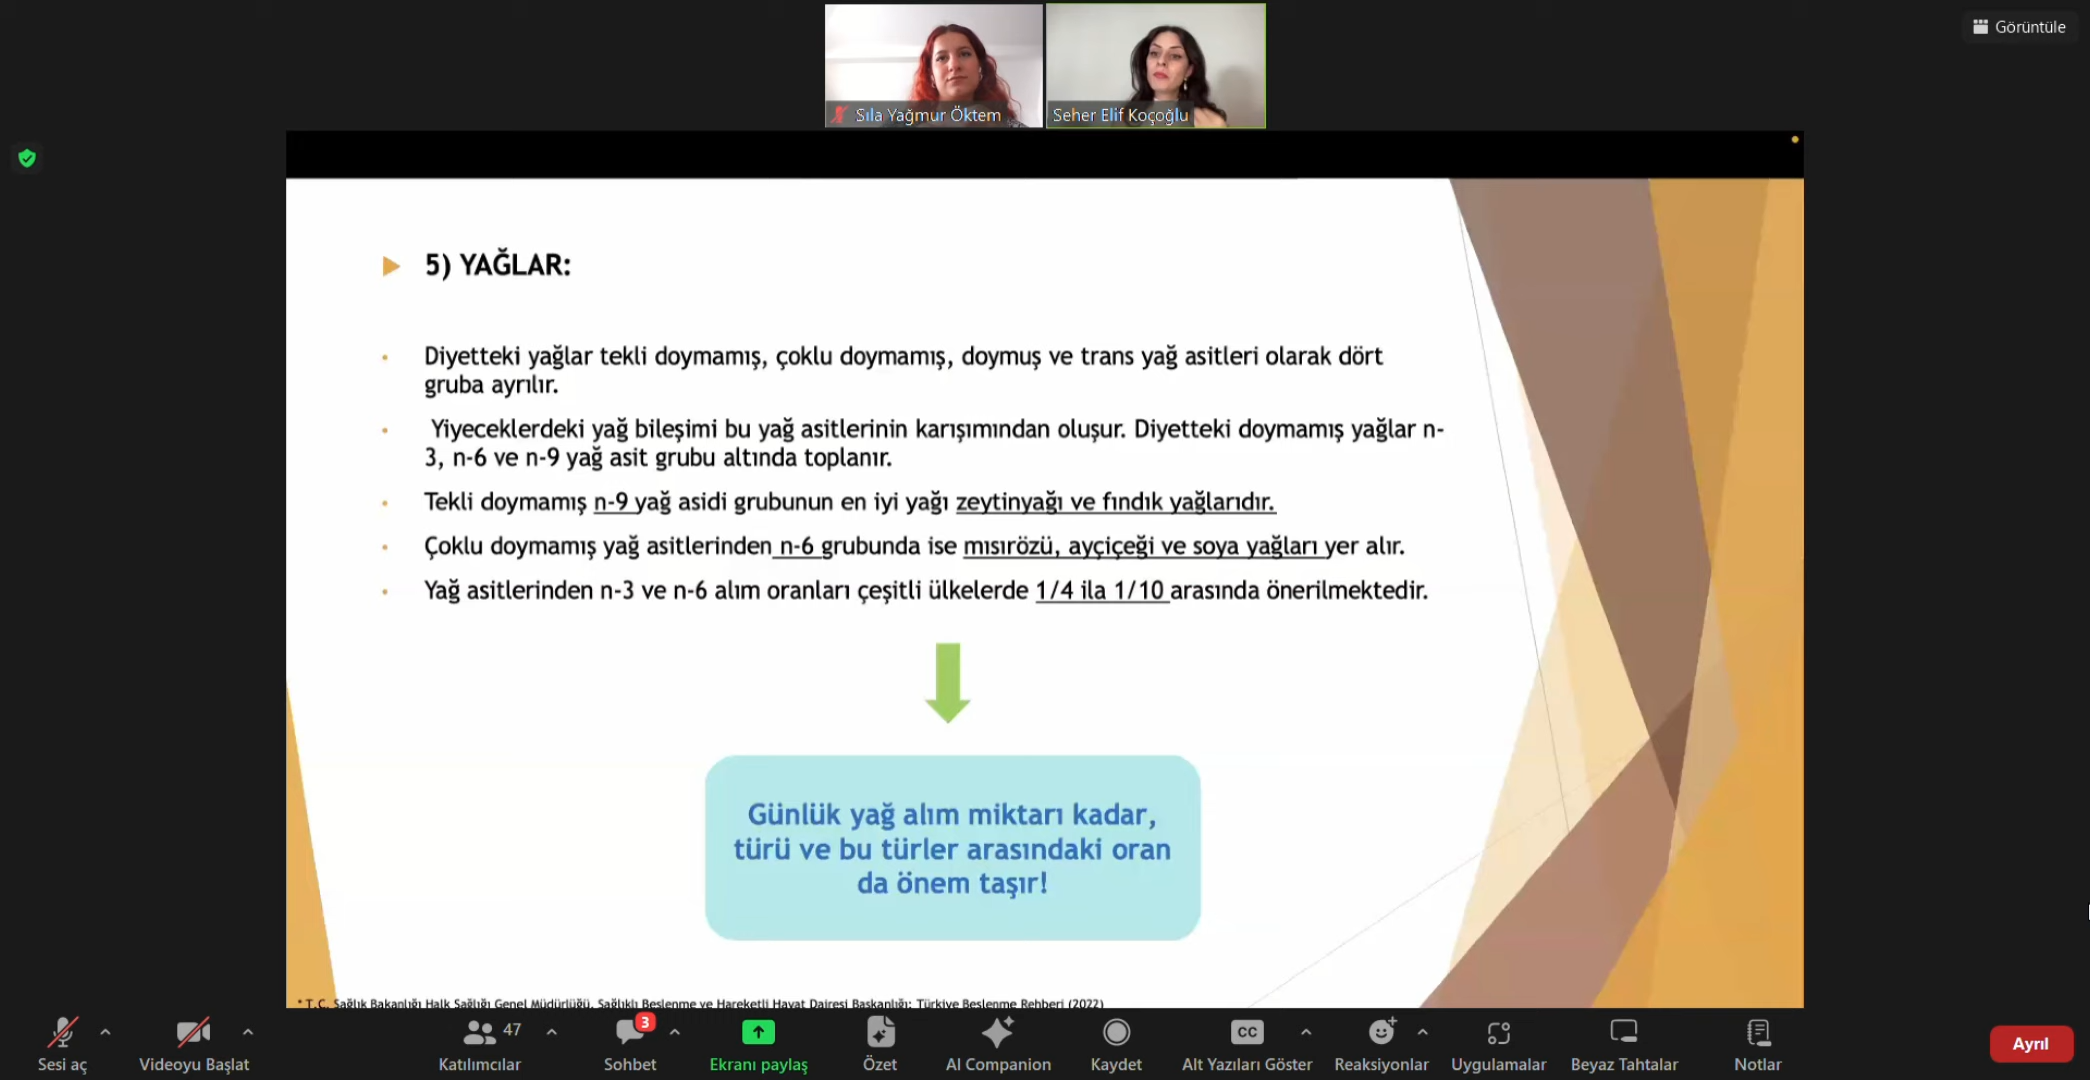 Görüntüle
Sıla Yağmur Öktem
Seher Elif Koçoğlu
5) YAĞLAR:
Diyetteki yağlar tekli doymamış, çoklu doymamış, doymuş ve trans yağ asitleri olarak dört
gruba ayrılır.
Yiyeceklerdeki yağ bileşimi bu yağ asitlerinin karışımından oluşur. Diyetteki doymamış yağlar n-
3, n-6 ve n-9 yağ asit grubu altında toplanır.
Tekli doymamış n-9 yağ asidi grubunun en iyi yağı zeytinyağı ve fındık yağlarıdır.
Çoklu doymamış yağ asitlerinden n-6 grubunda ise mısırözü, ayçiçeği ve soya yağları yer alır.
Yağ asitlerinden n-3 ve n-6 alım oranları çeşitli ülkelerde 1/4 ila 1/10 arasında önerilmektedir.
Günlük yağ alım miktarı kadar,
türü ve bu türler arasındaki oran
da önem taşır!
* T.C. Sağlık Bakanlığı Halk Sağlığı Genel Müdürlüğü, Sağlıklı Beslenme ve Hareketli Hayat Dairesi Başkanlığı; Türkiye Beslenme Rehberi (2022)
47
3
CC
Sesi aç
Videoyu Başlat
Katılımcılar
Sohbet
Ekranı paylaş
Özet
AI Companion
Kaydet
Alt Yazıları Göster
Reaksiyonlar
Uygulamalar
Beyaz Tahtalar
Notlar
Ayrıl